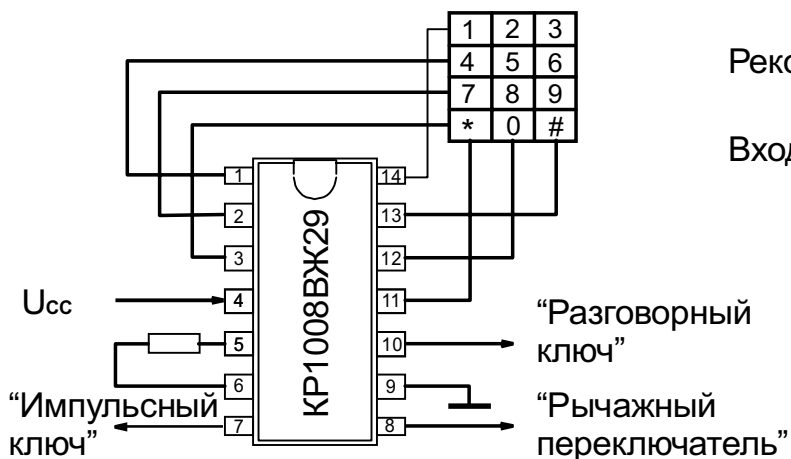 1 2 3
4 5 6
7 8 9
* 0 #
Реко
Вход
1 14
2 13
3 12
4 11
5 10
6 9
7 8
КР1008ВЖ29
Uсс
“Разговорный
ключ”
“Импульсный
ключ”
“Рычажный
переключатель”